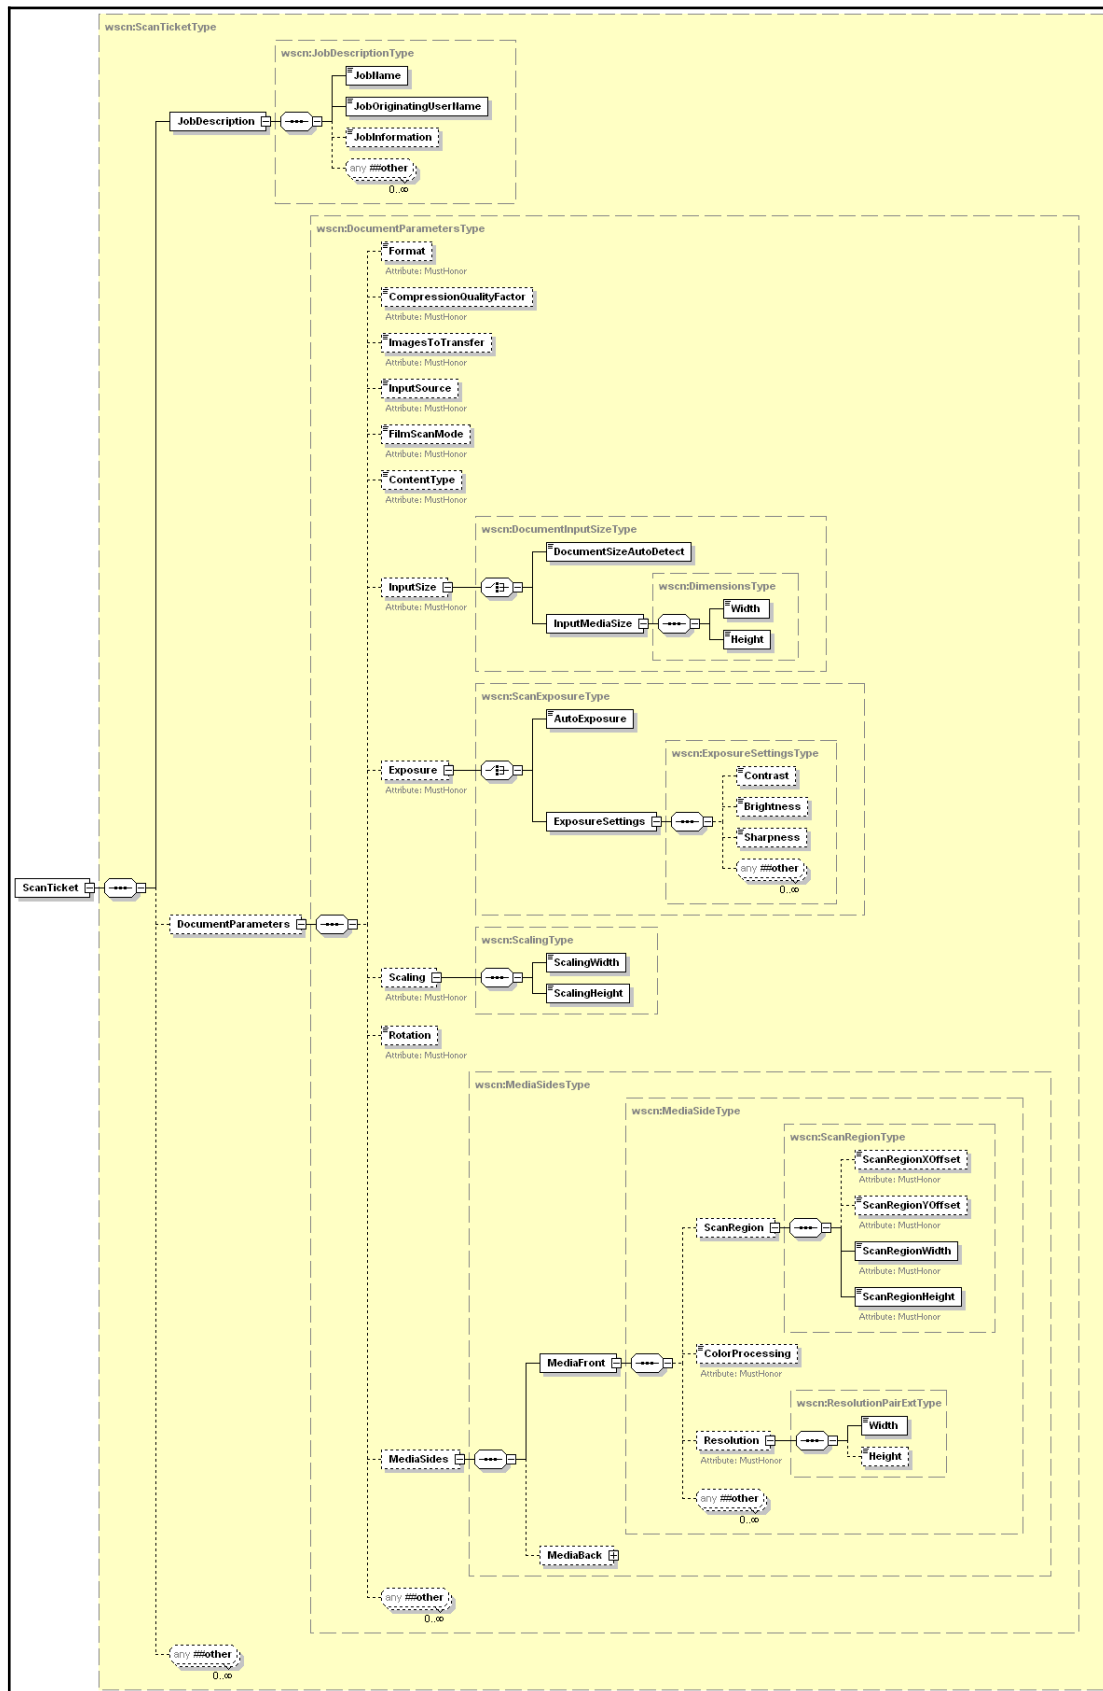 wscn:ScanTicketType
wscn:JobDescriptionType
JobName
JobOriginatingUserName
JobDescription
JobInformation
any ##other
0..∞
wscn:DocumentParametersType
Format
Attribute: MustHonor
CompressionQualityFactor
Attribute: MustHonor
ImagesToTransfer
Attribute: MustHonor
InputSource
Attribute: MustHonor
FilmScanMode
Attribute: MustHonor
ContentType
Attribute: MustHonor
wscn:DocumentInputSizeType
DocumentSizeAutoDetect
InputSize
Attribute: MustHonor
wscn:DimensionsType
Width
InputMediaSize
Height
wscn:ScanExposureType
AutoExposure
Exposure
Attribute: MustHonor
wscn:ExposureSettingsType
Contrast
Brightness
ExposureSettings
Sharpness
any ##other
0..∞
ScanTicket
DocumentParameters
wscn:ScalingType
ScalingWidth
Scaling
Attribute: MustHonor
ScalingHeight
Rotation
Attribute: MustHonor
wscn:MediaSidesType
wscn:MediaSideType
wscn:ScanRegionType
ScanRegionXOffset
Attribute: MustHonor
ScanRegionYOffset
Attribute: MustHonor
ScanRegion
ScanRegionWidth
Attribute: MustHonor
ScanRegionHeight
Attribute: MustHonor
MediaFront
ColorProcessing
Attribute: MustHonor
wscn:ResolutionPairExtType
Width
Resolution
Attribute: MustHonor
Height
MediaSides
any ##other
0..∞
MediaBack
any ##other
0..∞
any ##other
0..∞